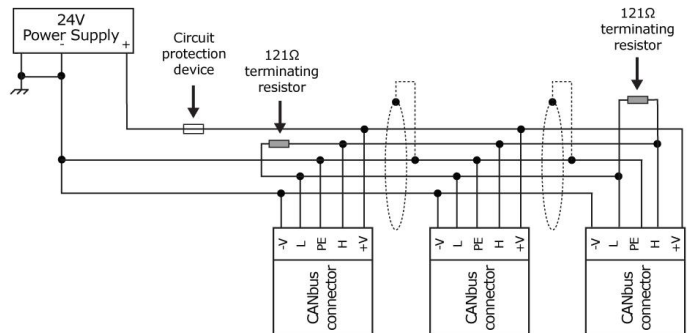 24V
Power Supply
-
+
Circuit
protection
device
121Ω
terminating
resistor
121Ω
terminating
resistor
-V L PE H +V
CANbus
connector
-V L PE H +V
CANbus
connector
-V L PE H +V
CANbus
connector